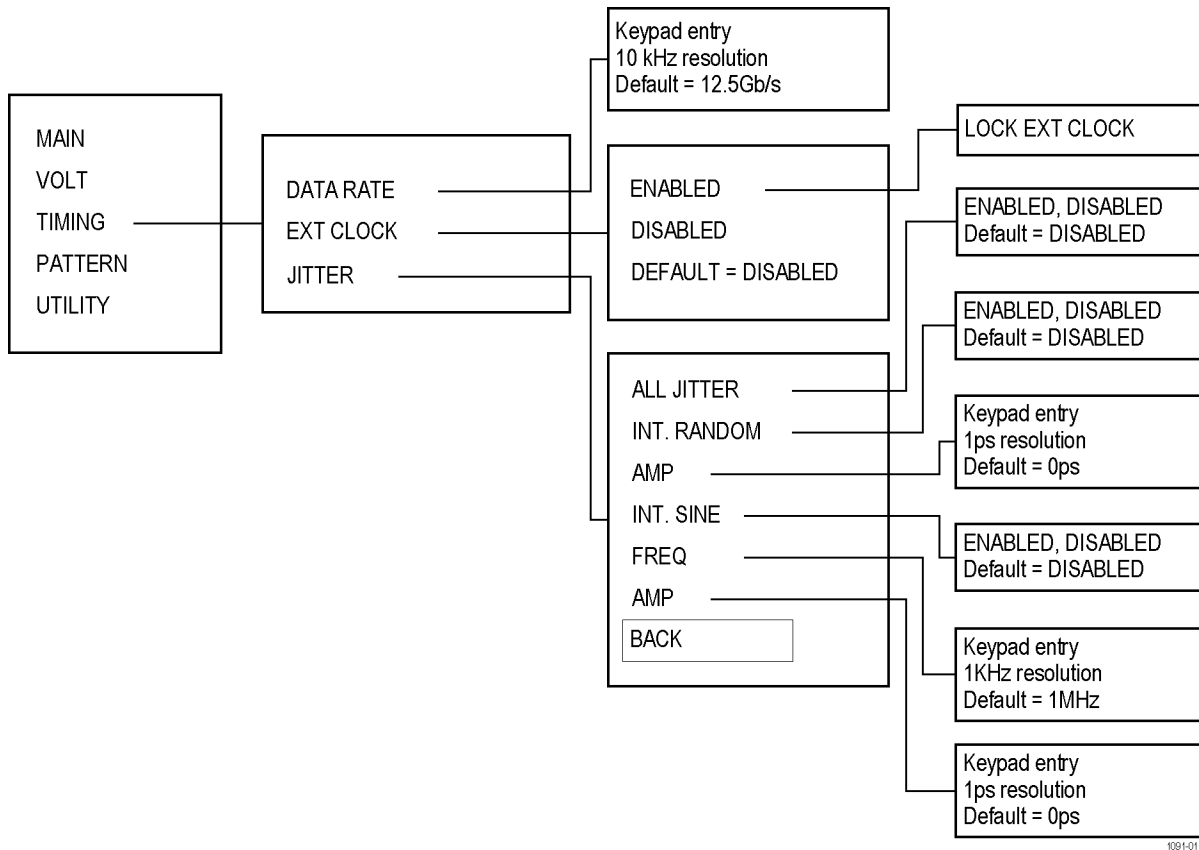 MAIN
VOLT
TIMING
PATTERN
UTILITY
DATA RATE
EXT CLOCK
JITTER
Keypad entry
10 kHz resolution
Default = 12.5Gb/s
ENABLED
DISABLED
DEFAULT = DISABLED
ALL JITTER
INT. RANDOM
AMP
INT. SINE
FREQ
AMP
BACK
LOCK EXT CLOCK
ENABLED, DISABLED
Default = DISABLED
ENABLED, DISABLED
Default = DISABLED
Keypad entry
1ps resolution
Default = 0ps
ENABLED, DISABLED
Default = DISABLED
Keypad entry
1KHz resolution
Default = 1MHz
Keypad entry
1ps resolution
Default = 0ps
1091-01